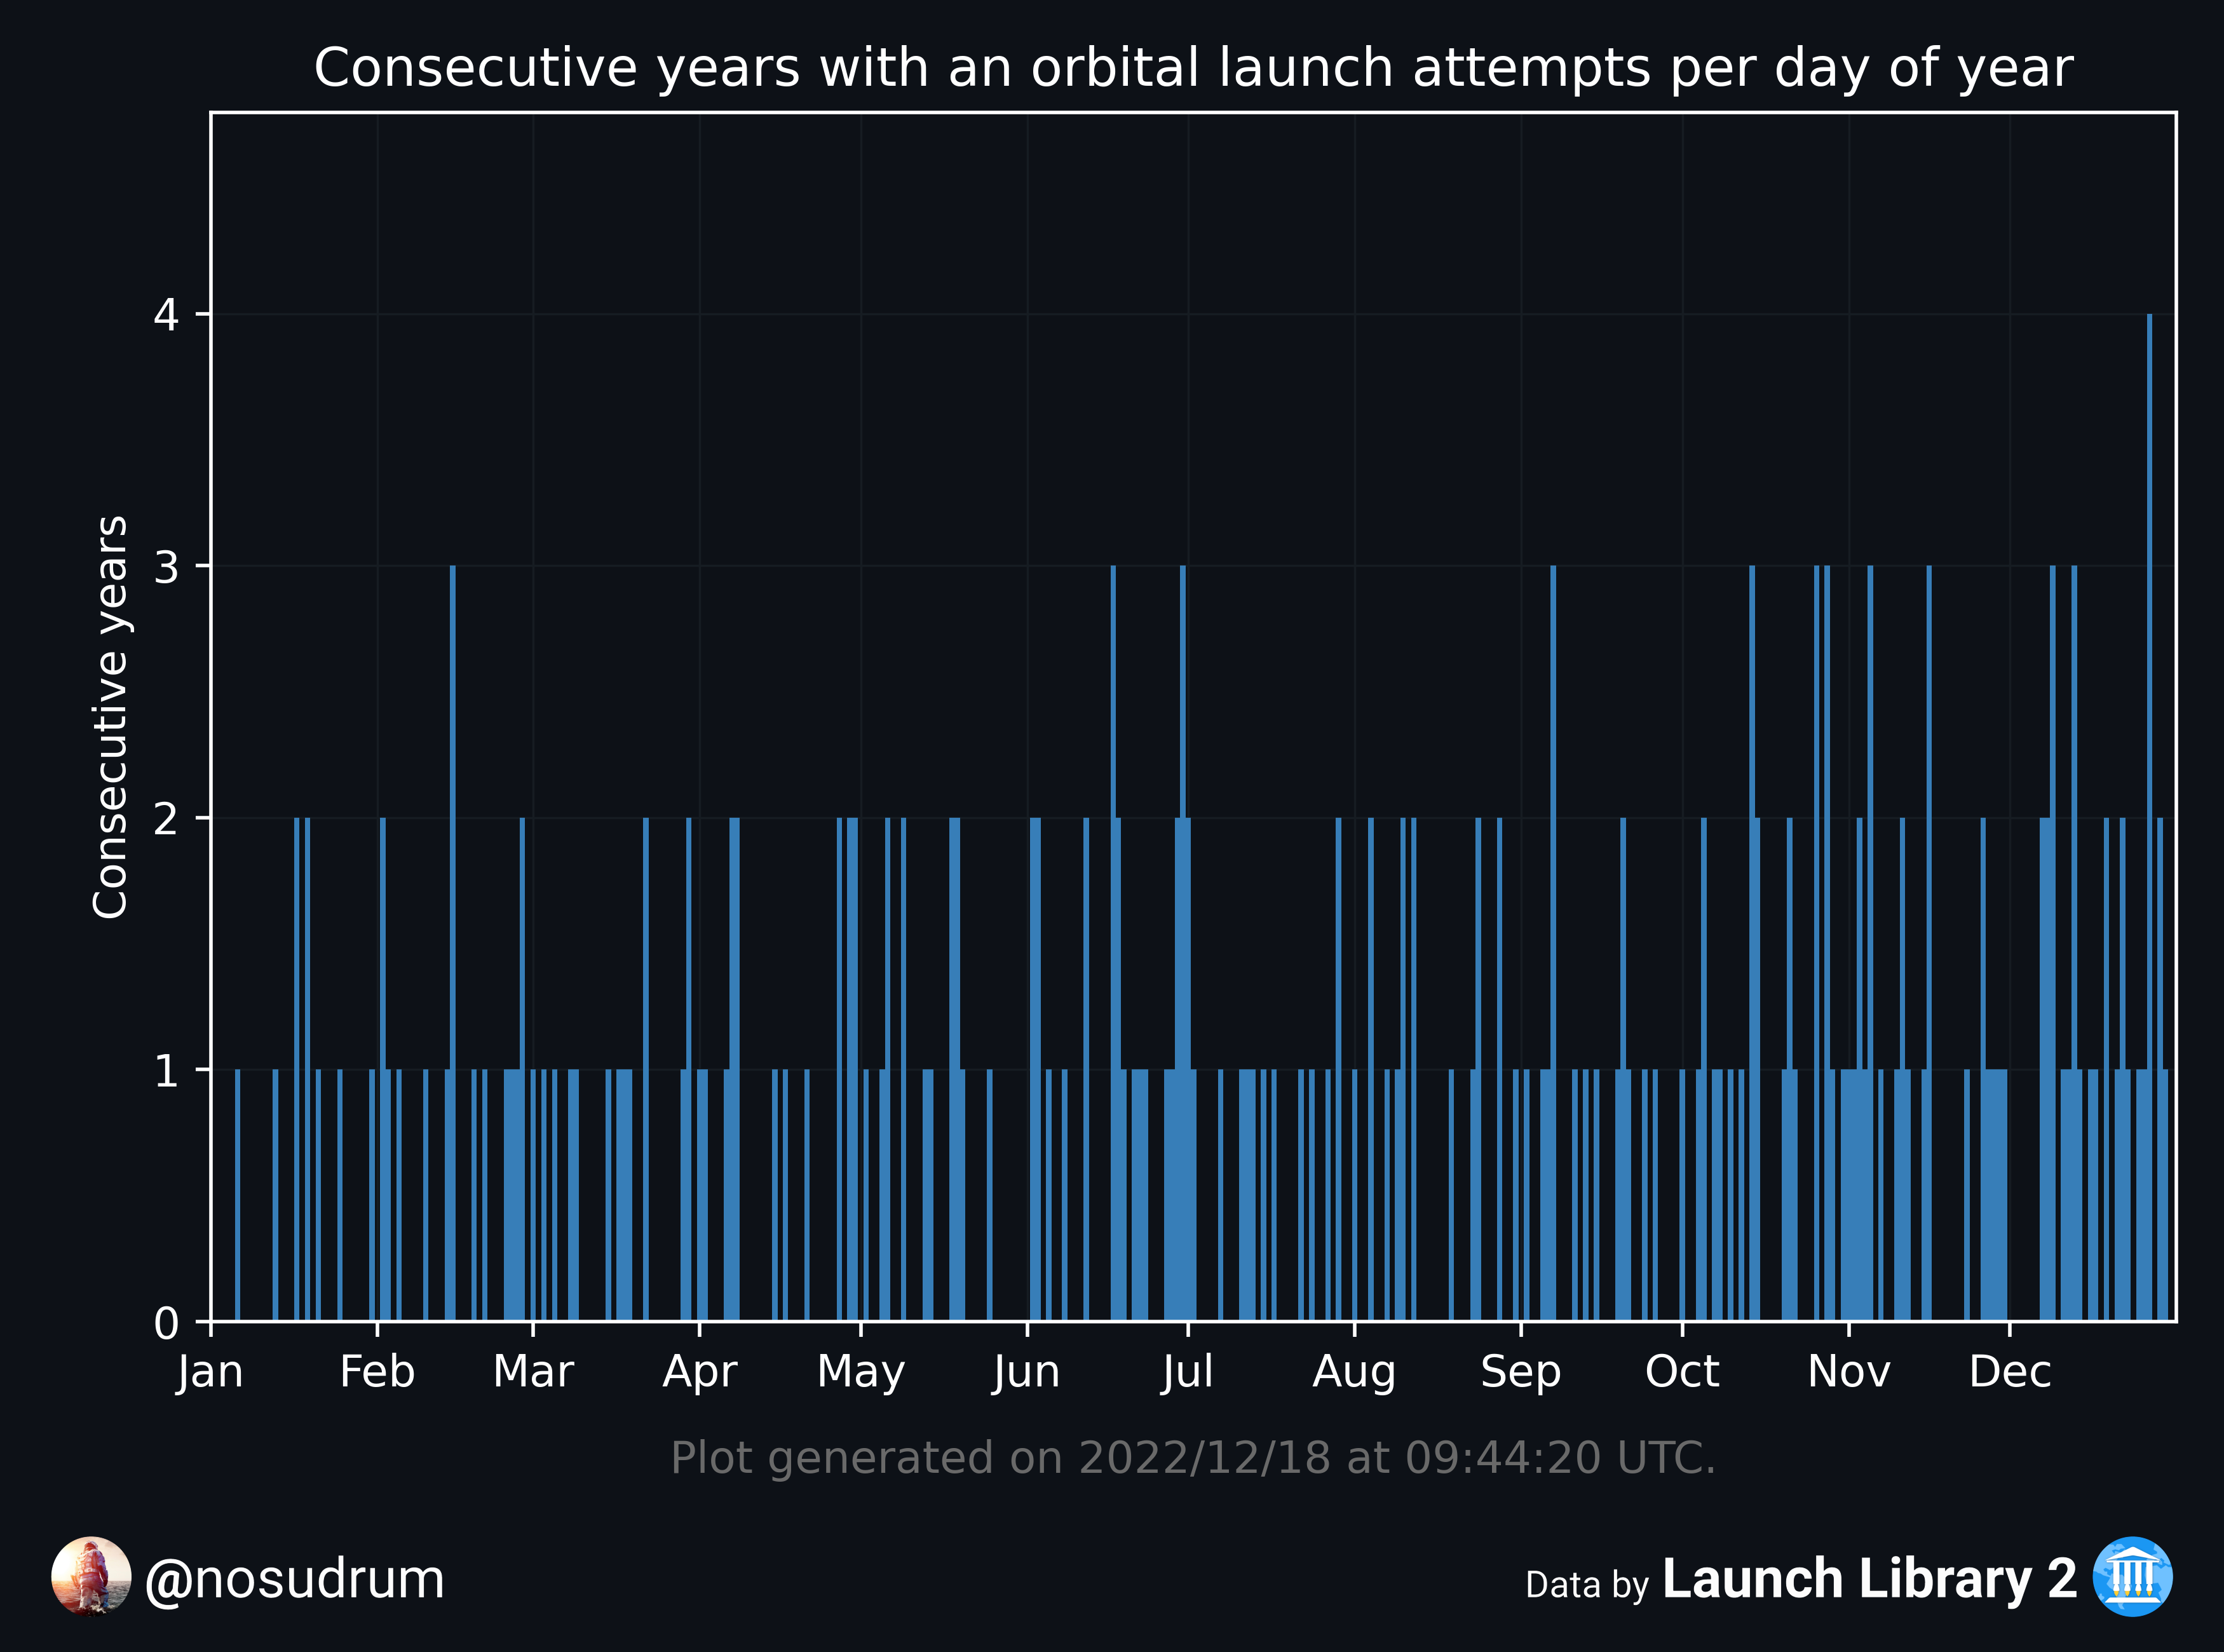 Consecutive years with an orbital launch attempts per day of year
Consecutive years
4
3
2
1
0
Jan Feb Mar Apr May Jun Jul Aug Sep Oct Nov Dec
Plot generated on 2022/12/18 at 09:44:20 UTC.
@nosudrum
Data by Launch Library 2